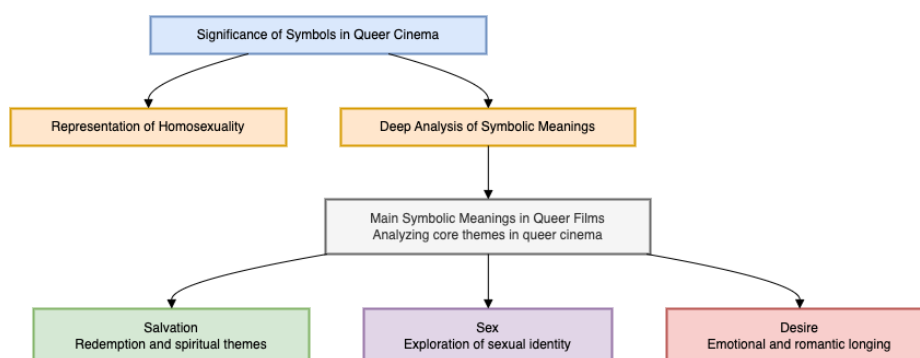 Significance of Symbols in Queer Cinema
Representation of Homosexuality
Deep Analysis of Symbolic Meanings
Main Symbolic Meanings in Queer Films
Analyzing core themes in queer cinema
Salvation
Redemption and spiritual themes
Sex
Exploration of sexual identity
Desire
Emotional and romantic longing